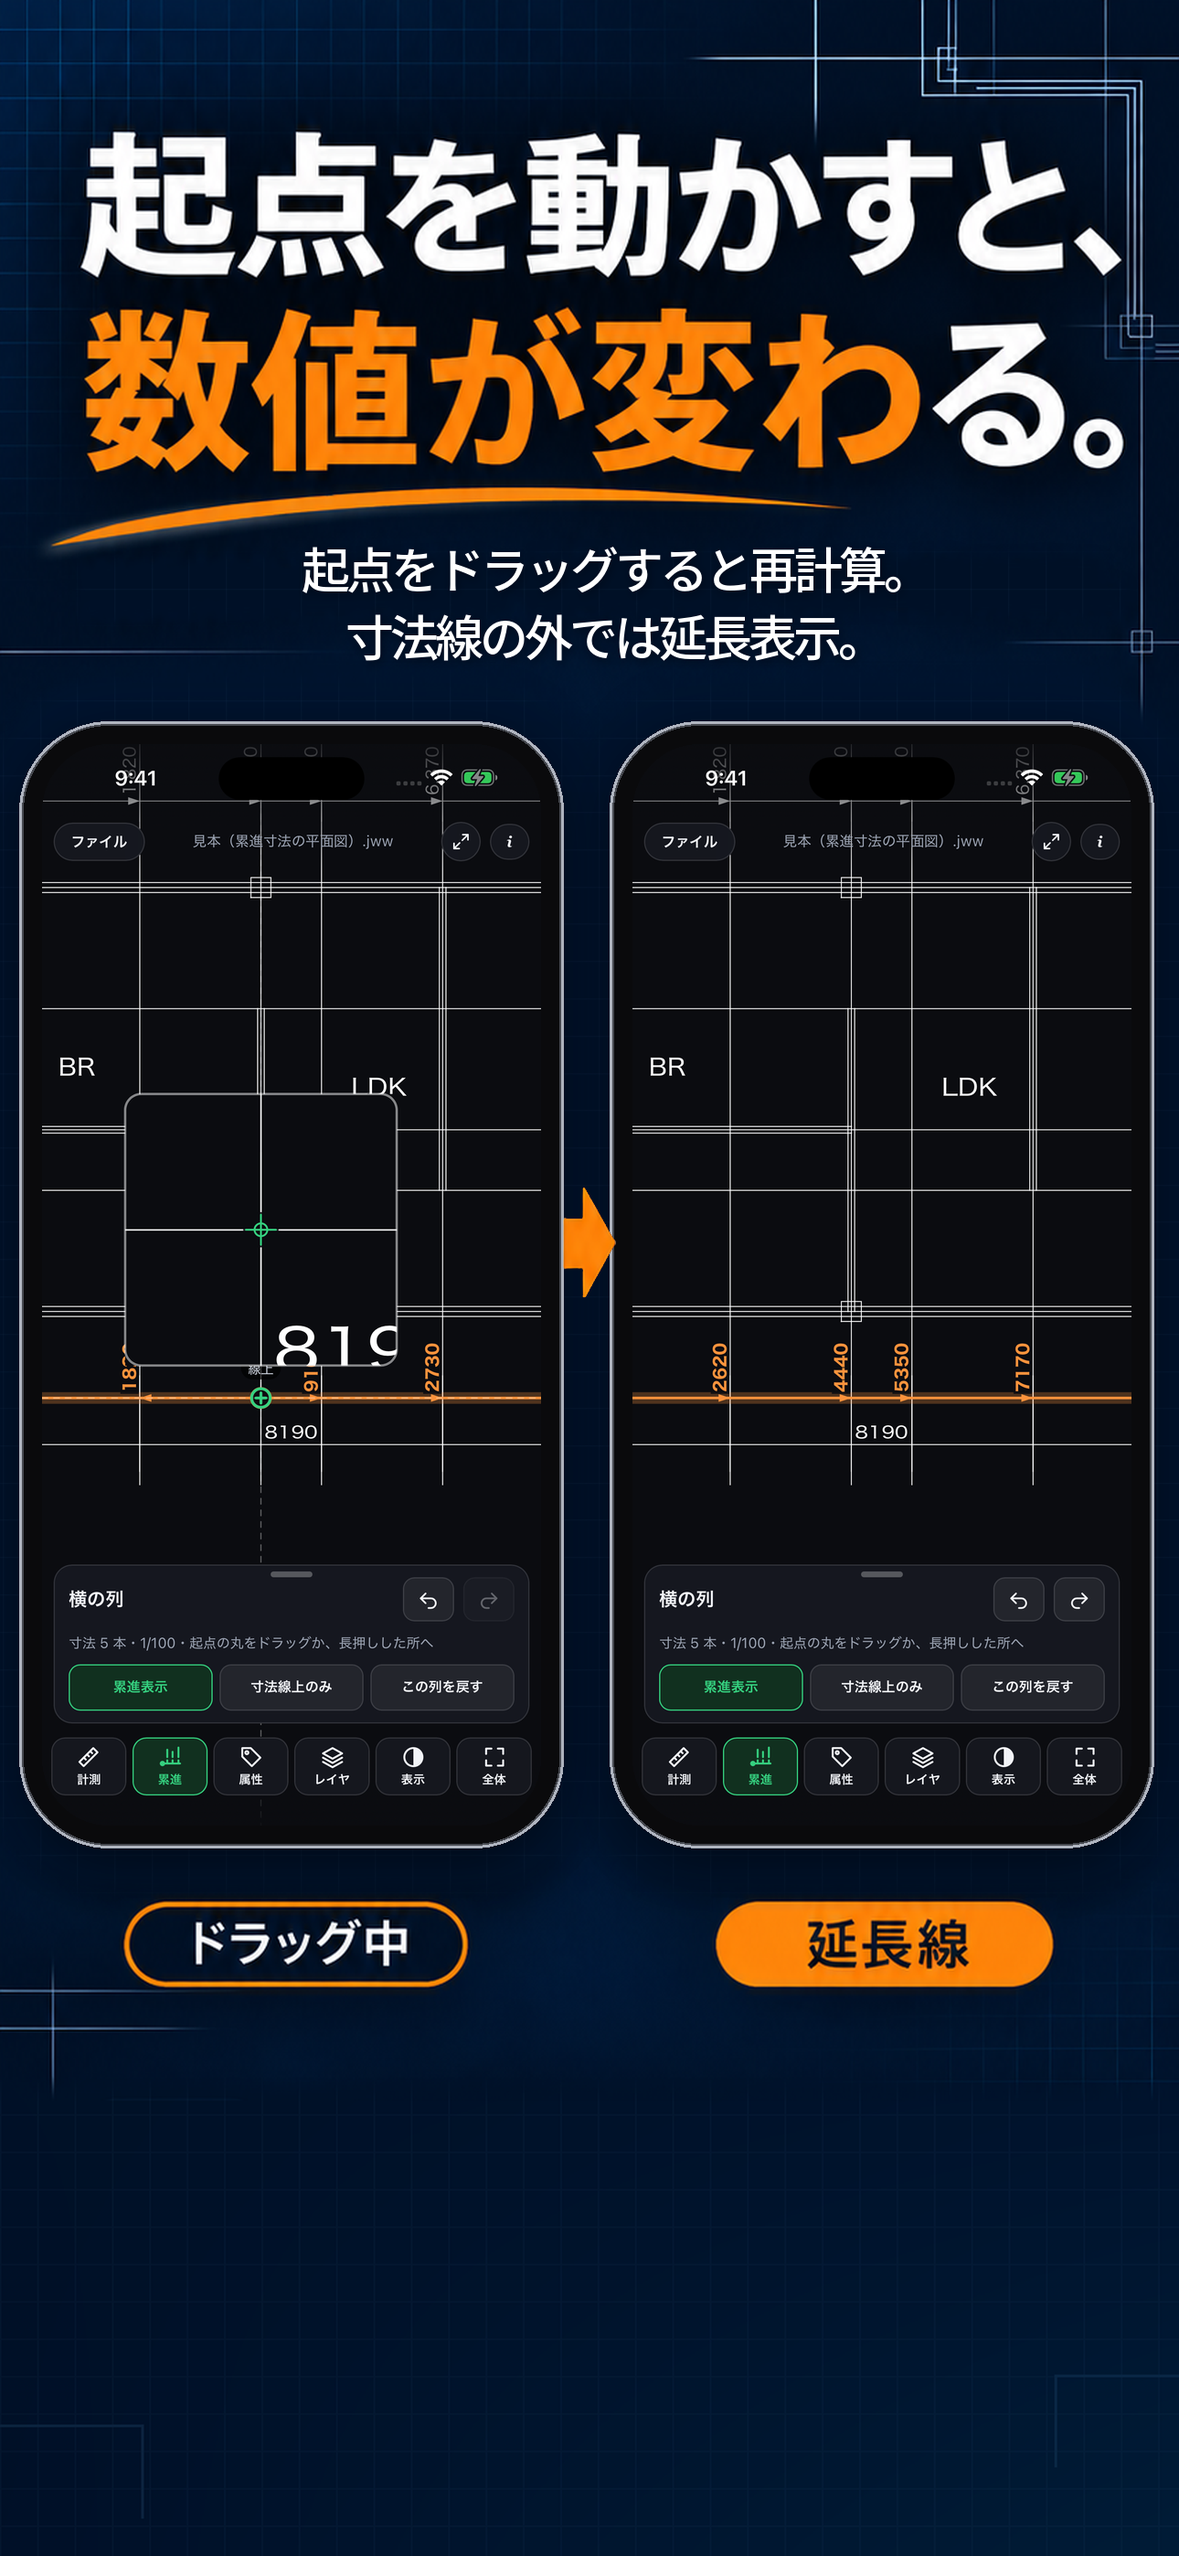 起点を動かすと、
数値が変わる。
起点をドラッグすると再計算。
寸法線の外では延長表示。
9:41
ファイル
見本（累進寸法の平面図）.jww
i
BR
LDK
819
線上
2730
8190
横の列
寸法 5 本・1/100・起点の丸をドラッグか、長押しした所へ
累進表示
寸法線上のみ
この列を戻す
計測
累進
属性
レイヤ
表示
全体
ドラッグ中
9:41
ファイル
見本（累進寸法の平面図）.jww
i
BR
LDK
2620
4440
5350
7170
8190
横の列
寸法 5 本・1/100・起点の丸をドラッグか、長押しした所へ
累進表示
寸法線上のみ
この列を戻す
計測
累進
属性
レイヤ
表示
全体
延長線